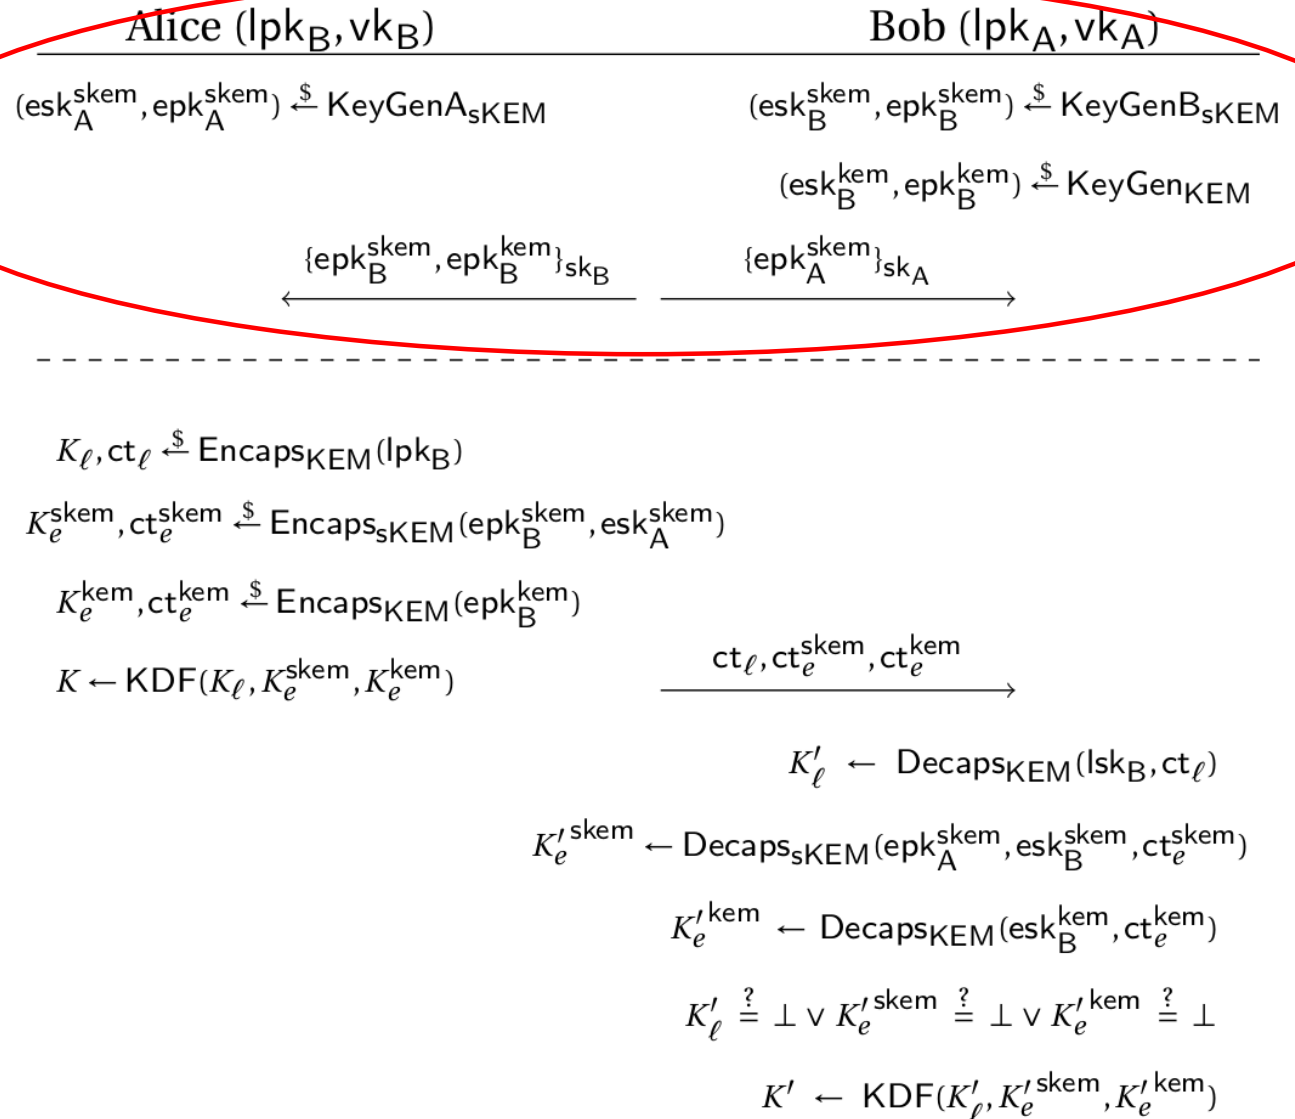 Alice (lpk_B, vk_B) Bob (lpk_A, vk_A)
(esk_A^skem, epk_A^skem) ←$ KeyGenA_sKEM (esk_B^skem, epk_B^skem) ←$ KeyGenB_sKEM
(esk_B^kem, epk_B^kem) ←$ KeyGen_KEM
{epk_B^skem, epk_B^kem}_sk_B {epk_A^skem}_sk_A
K_ℓ, ct_ℓ ←$ Encaps_KEM(lpk_B)
K_e^skem, ct_e^skem ←$ Encaps_sKEM(epk_B^skem, esk_A^skem)
K_e^kem, ct_e^kem ←$ Encaps_KEM(epk_B^kem)
K ← KDF(K_ℓ, K_e^skem, K_e^kem) ct_ℓ, ct_e^skem, ct_e^kem
K′_ℓ ← Decaps_KEM(lsk_B, ct_ℓ)
K′_e^skem ← Decaps_sKEM(epk_A^skem, esk_B^skem, ct_e^skem)
K′_e^kem ← Decaps_KEM(esk_B^kem, ct_e^kem)
K′_ℓ ≟ ⊥ ∨ K′_e^skem ≟ ⊥ ∨ K′_e^kem ≟ ⊥
K′ ← KDF(K′_ℓ, K′_e^skem, K′_e^kem)